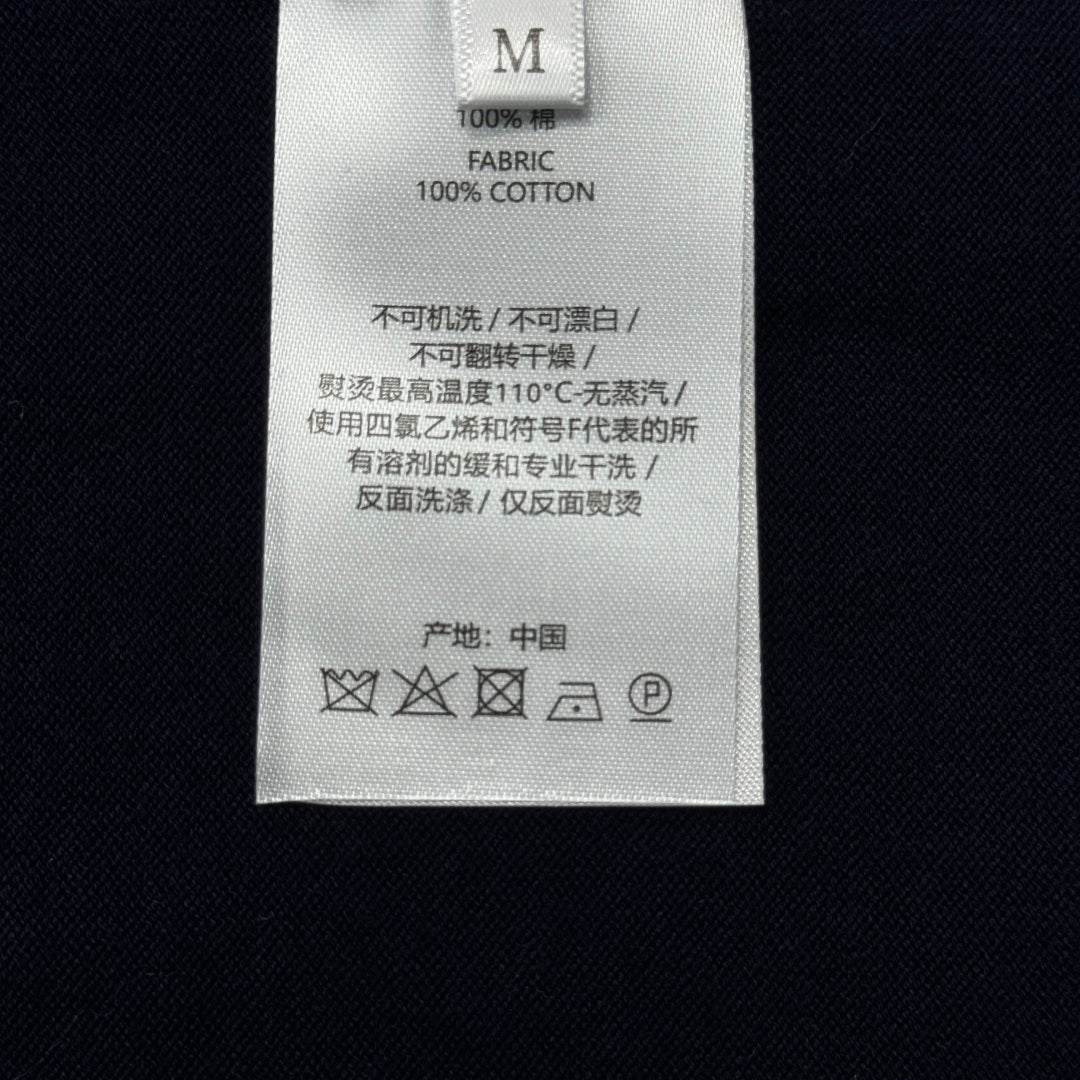 M
100% 棉
FABRIC
100% COTTON
不可机洗 / 不可漂白 /
不可翻转干燥 /
熨烫最高温度110°C-无蒸汽 /
使用四氯乙烯和符号F代表的所
有溶剂的缓和专业干洗 /
反面洗涤 / 仅反面熨烫
产地：中国
P